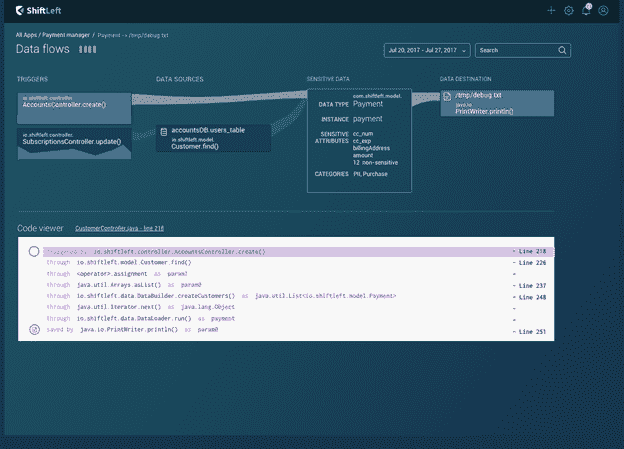 ShiftLeft
All Apps / Payment manager / Payment -> /tmp/debug.txt
Data flows
Jul 20, 2017 - Jul 27, 2017
Search
TRIGGERS
DATA SOURCES
SENSITIVE DATA
DATA DESTINATION
io.shiftleft.controller.
AccountsController.create()
io.shiftleft.controller.
SubscriptionsController.update()
accountsDB.users_table
io.shiftleft.model.
Customer.find()
com.shiftleft.model.
DATA TYPE Payment
INSTANCE payment
SENSITIVE ATTRIBUTES cc_num
cc_exp
billingAddress
amount
12 non-sensitive
CATEGORIES PII, Purchase
/tmp/debug.txt
java.io.
PrintWriter.println()
Code viewer CustomerController.java - line 218
by io.shiftleft.controller.AccountsController.create() - Line 218
through io.shiftleft.model.Customer.find() - Line 226
through <operator>.assignment as param1 -
through java.util.Arrays.asList() as param0 - Line 237
through io.shiftleft.data.DataBuilder.createCustomers() as java.util.List<io.shiftleft.model.Payment> - Line 248
through java.util.Iterator.next() as java.lang.Object -
through io.shiftleft.data.DataLoader.run() as payment -
saved by java.io.PrintWriter.println() as param0 - Line 251